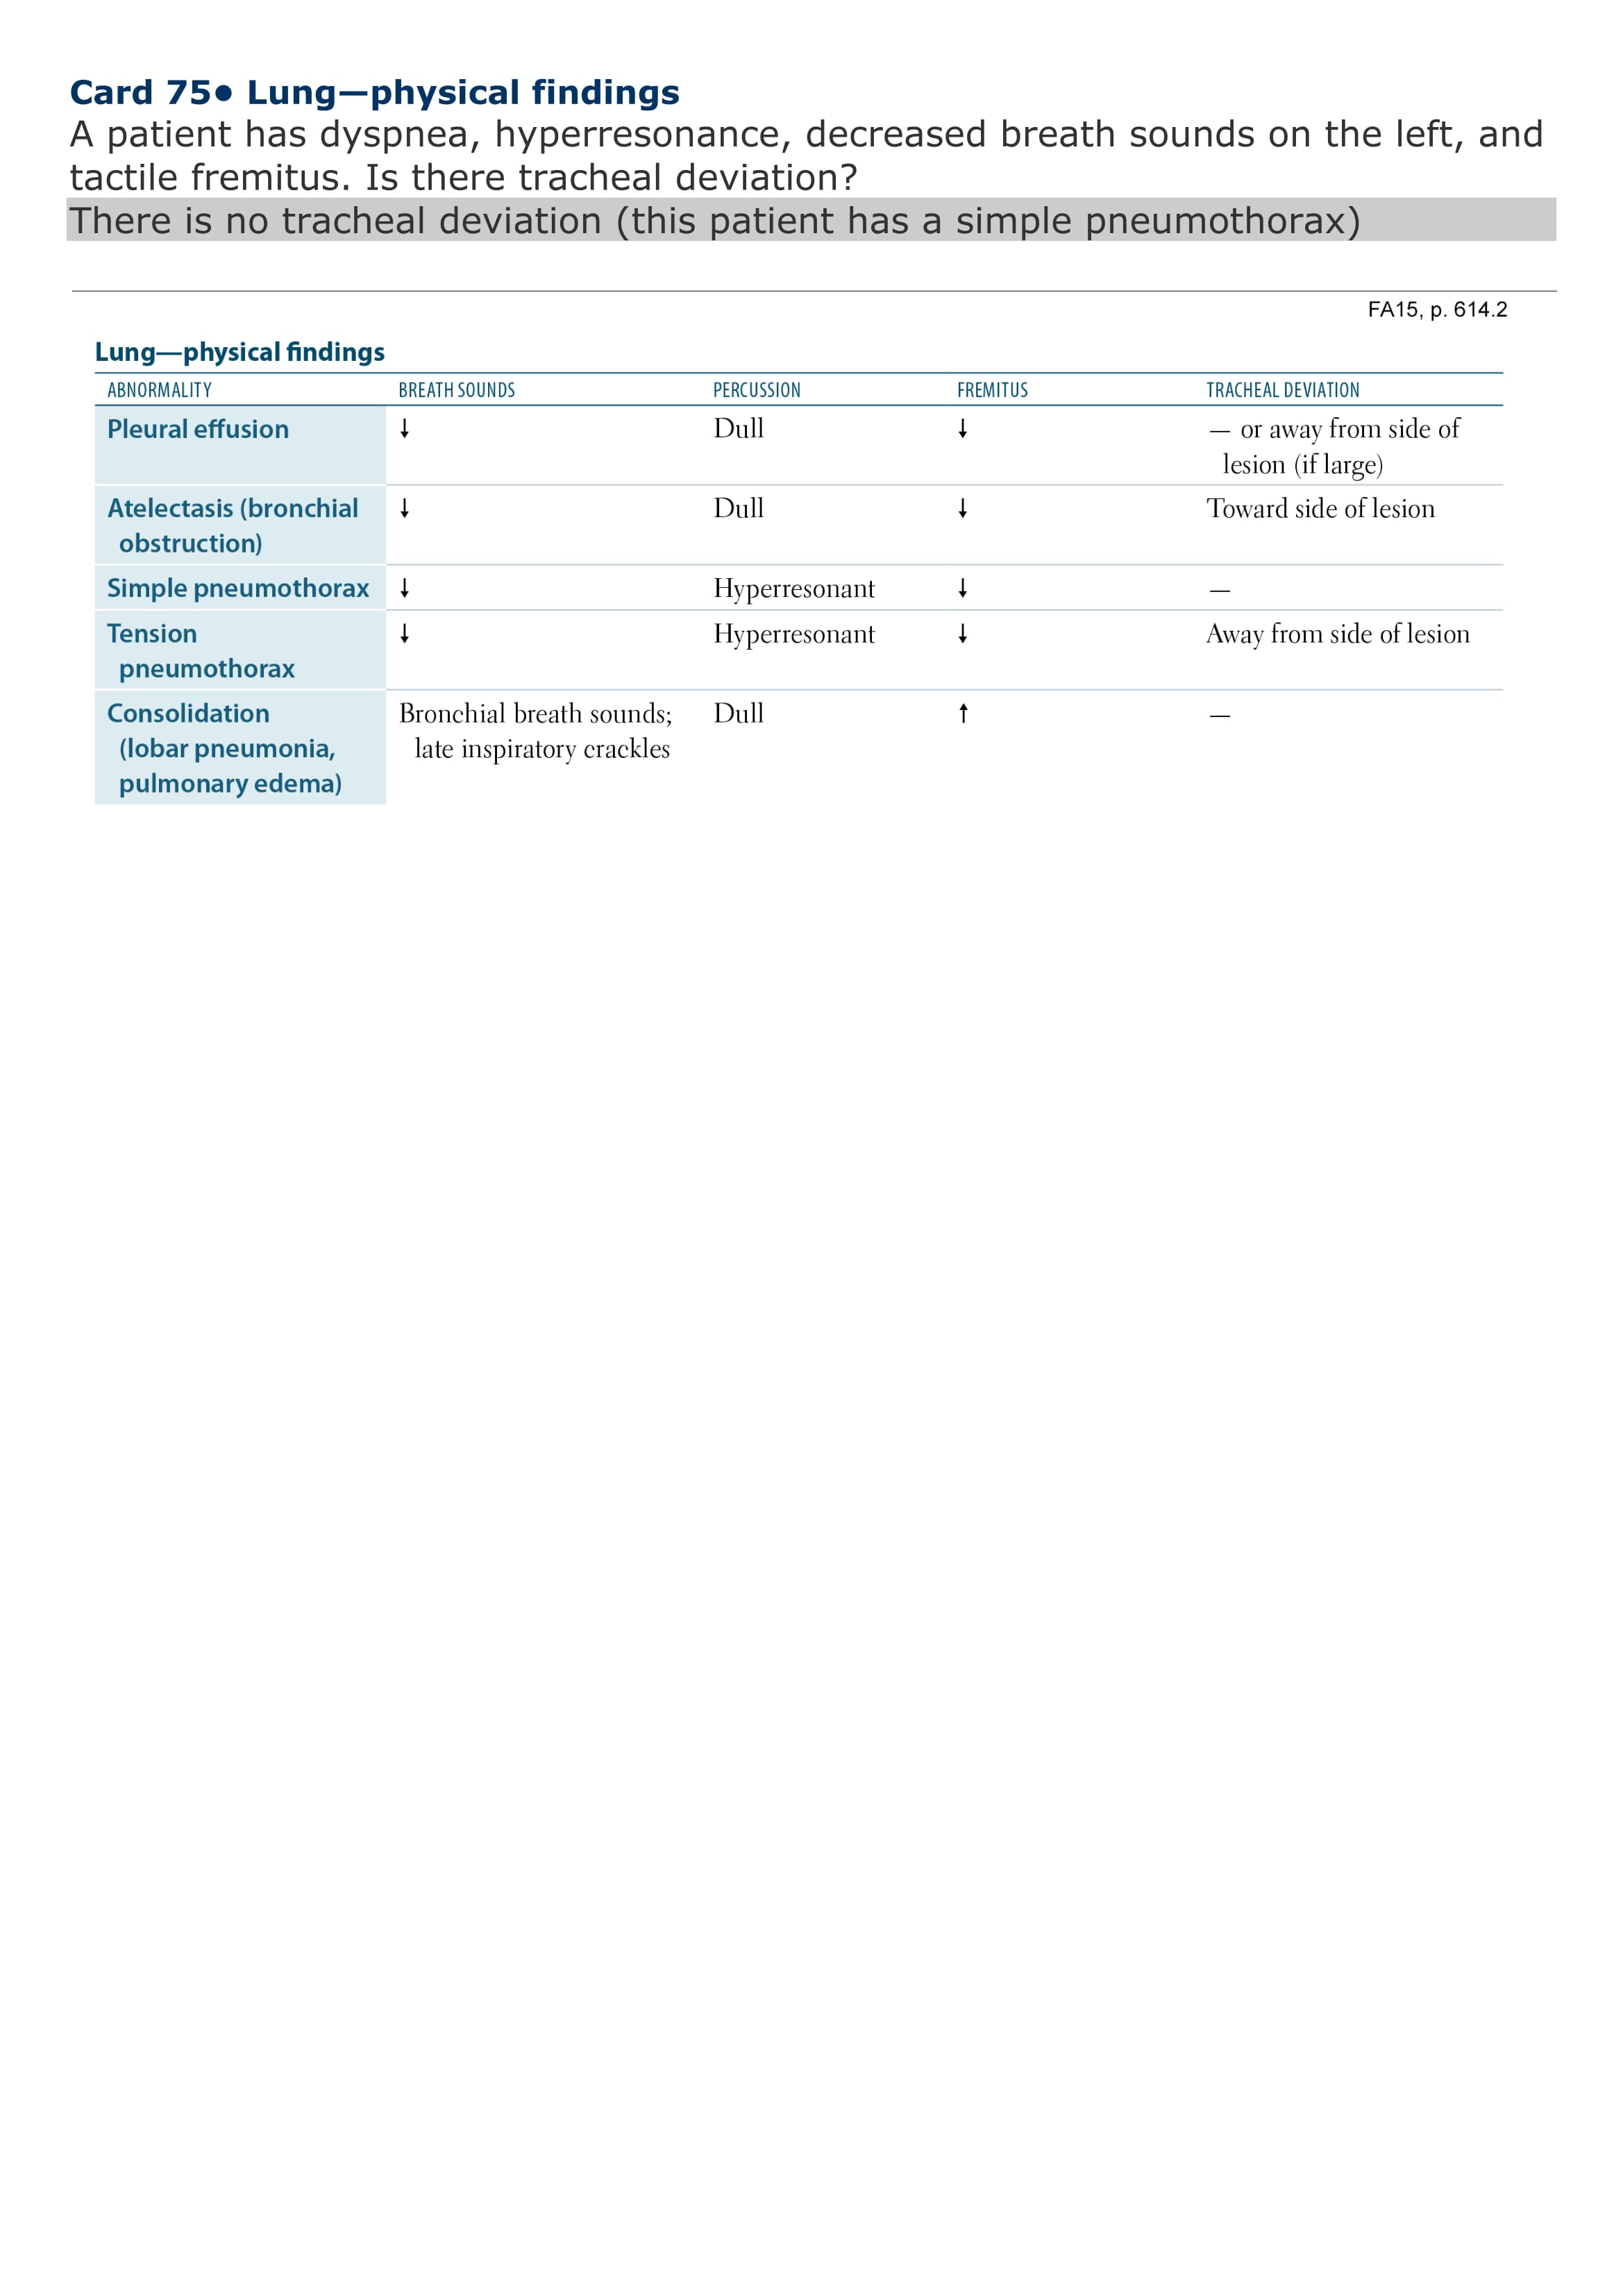 Card 75● Lung—physical findings
A patient has dyspnea, hyperresonance, decreased breath sounds on the left, and
tactile fremitus. Is there tracheal deviation?
There is no tracheal deviation (this patient has a simple pneumothorax)
FA15, p. 614.2
Lung—physical findings
ABNORMALITY BREATH SOUNDS PERCUSSION FREMITUS TRACHEAL DEVIATION
Pleural effusion ↓ Dull ↓ — or away from side of
lesion (if large)
Atelectasis (bronchial ↓ Dull ↓ Toward side of lesion
obstruction)
Simple pneumothorax ↓ Hyperresonant ↓ —
Tension ↓ Hyperresonant ↓ Away from side of lesion
pneumothorax
Consolidation Bronchial breath sounds; Dull ↑ —
(lobar pneumonia, late inspiratory crackles
pulmonary edema)